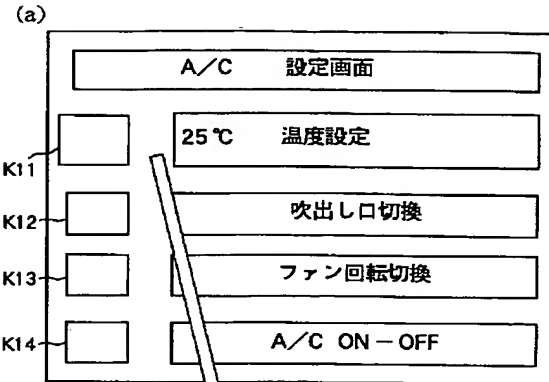 (a)
A/C 設定画面
K11 25℃ 温度設定
K12 吹出し口切換
K13 ファン回転切換
K14 A/C ON-OFF